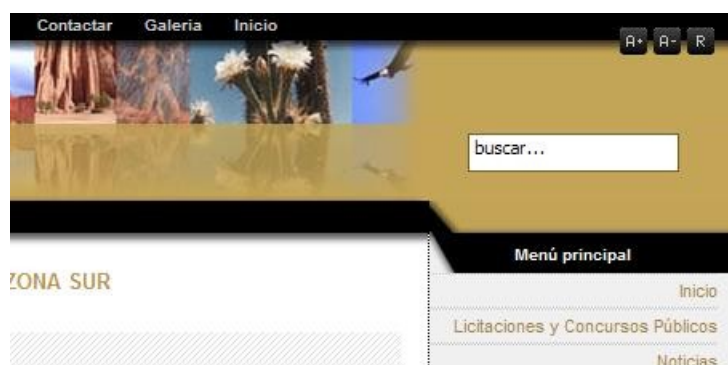 Contactar Galeria Inicio
A+ A- R
buscar...
Menú principal
ZONA SUR
Inicio
Licitaciones y Concursos Públicos
Noticias